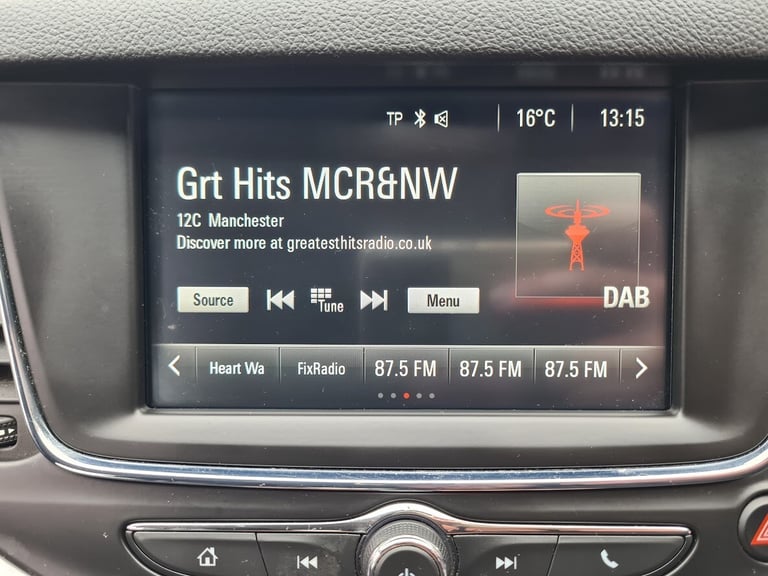 TP 16°C 13:15
Grt Hits MCR&NW
12C Manchester
Discover more at greatesthitsradio.co.uk
DAB
Source Tune Menu
Heart Wa FixRadio 87.5 FM 87.5 FM 87.5 FM